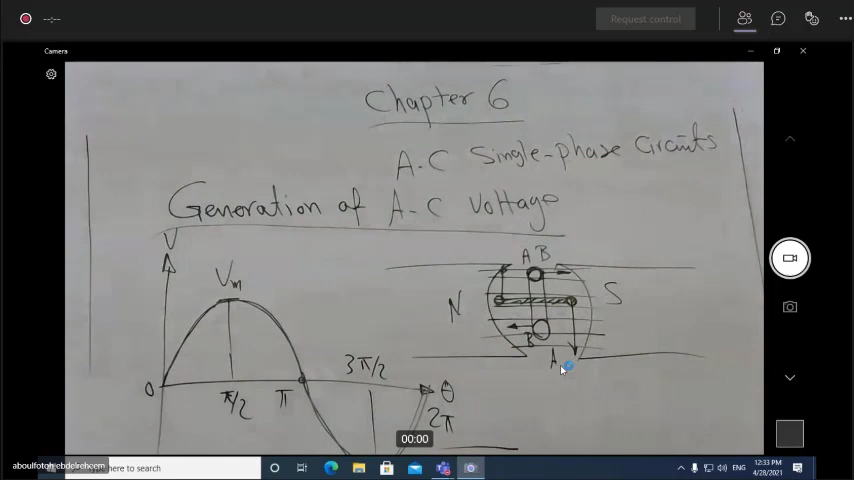 --:--
Request control
Camera
Chapter 6
A.C Single-phase Circuits
Generation of A-C Voltage
V
Vm
A B
N
S
B
A
3π/2
0
π/2
π
θ
2π
00:00
aboulfotoh ebdelreheem
here to search
ENG
12:33 PM
4/28/2021